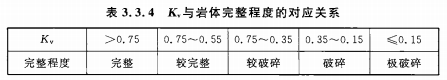 表 3.3.4 Kv与岩体完整程度的对应关系
Kv >0.75 0.75~0.55 0.75~0.35 0.35~0.15 ≤0.15
完整程度 完整 较完整 较破碎 破碎 极破碎